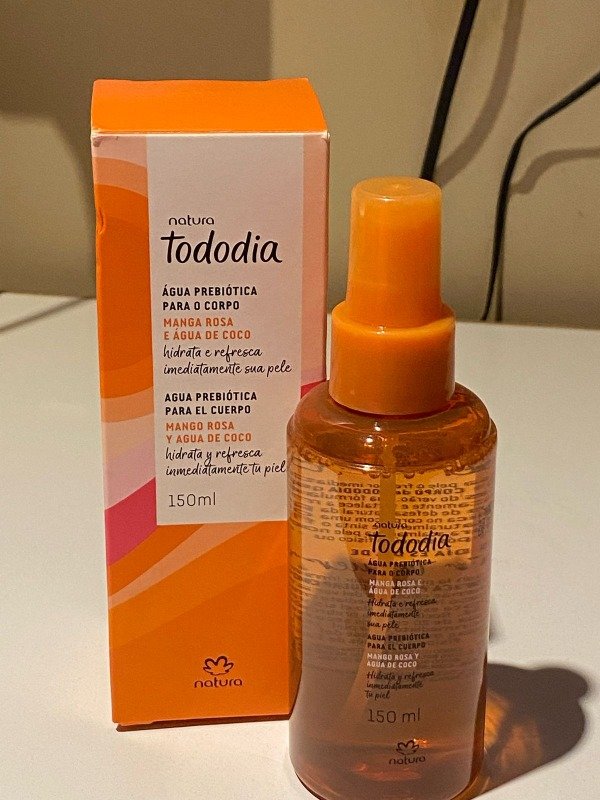 natura
Tododia
ÁGUA PREBIÓTICA
PARA O CORPO
MANGA ROSA
E ÁGUA DE COCO
hidrata e refresca
imediatamente sua pele
AGUA PREBIÓTICA
PARA EL CUERPO
MANGO ROSA
Y AGUA DE COCO
hidrata y refresca
inmediatamente tu piel
150ml
natura
natura
Tododia
ÁGUA PREBIÓTICA
PARA O CORPO
MANGA ROSA E
ÁGUA DE COCO
Hidrata e refresca
imediatamente
sua pele
AGUA PREBIÓTICA
PARA EL CUERPO
MANGO ROSA Y
AGUA DE COCO
Hidrata y refresca
inmediatamente
tu piel
150 ml
natura